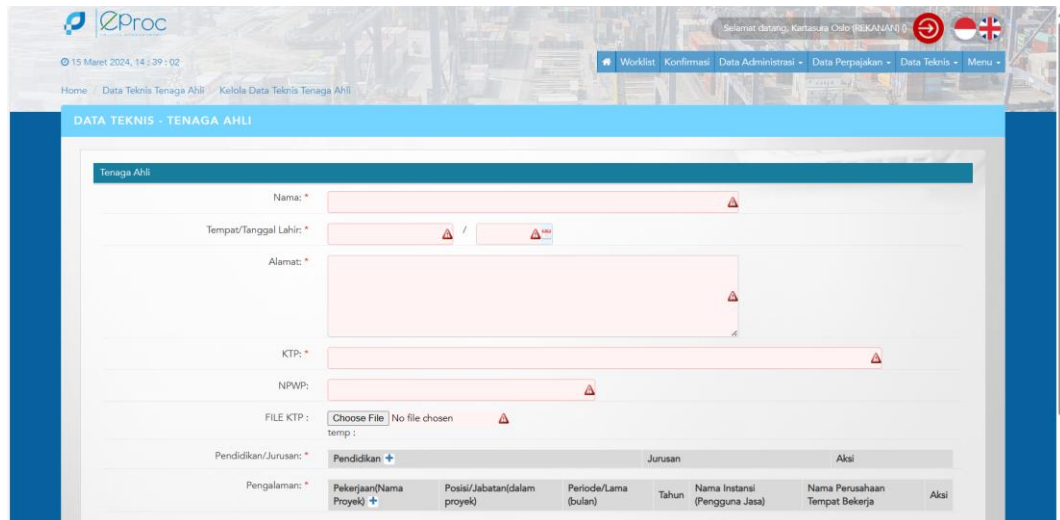 eProc
Selamat datang, Kartasura Oslo (REKANAN)
15 Maret 2024, 14 : 39 : 02
Worklist Konfirmasi Data Administrasi Data Perpajakan Data Teknis Menu
Home / Data Teknis Tenaga Ahli / Kelola Data Teknis Tenaga Ahli
DATA TEKNIS - TENAGA AHLI
Tenaga Ahli
Nama: *
Tempat/Tanggal Lahir: * /
Alamat: *
KTP: *
NPWP:
FILE KTP : Choose File No file chosen
temp :
Pendidikan/Jurusan: * Pendidikan + Jurusan Aksi
Pengalaman: * Pekerjaan(Nama Proyek) + Posisi/Jabatan(dalam proyek) Periode/Lama (bulan) Tahun Nama Instansi (Pengguna Jasa) Nama Perusahaan Tempat Bekerja Aksi